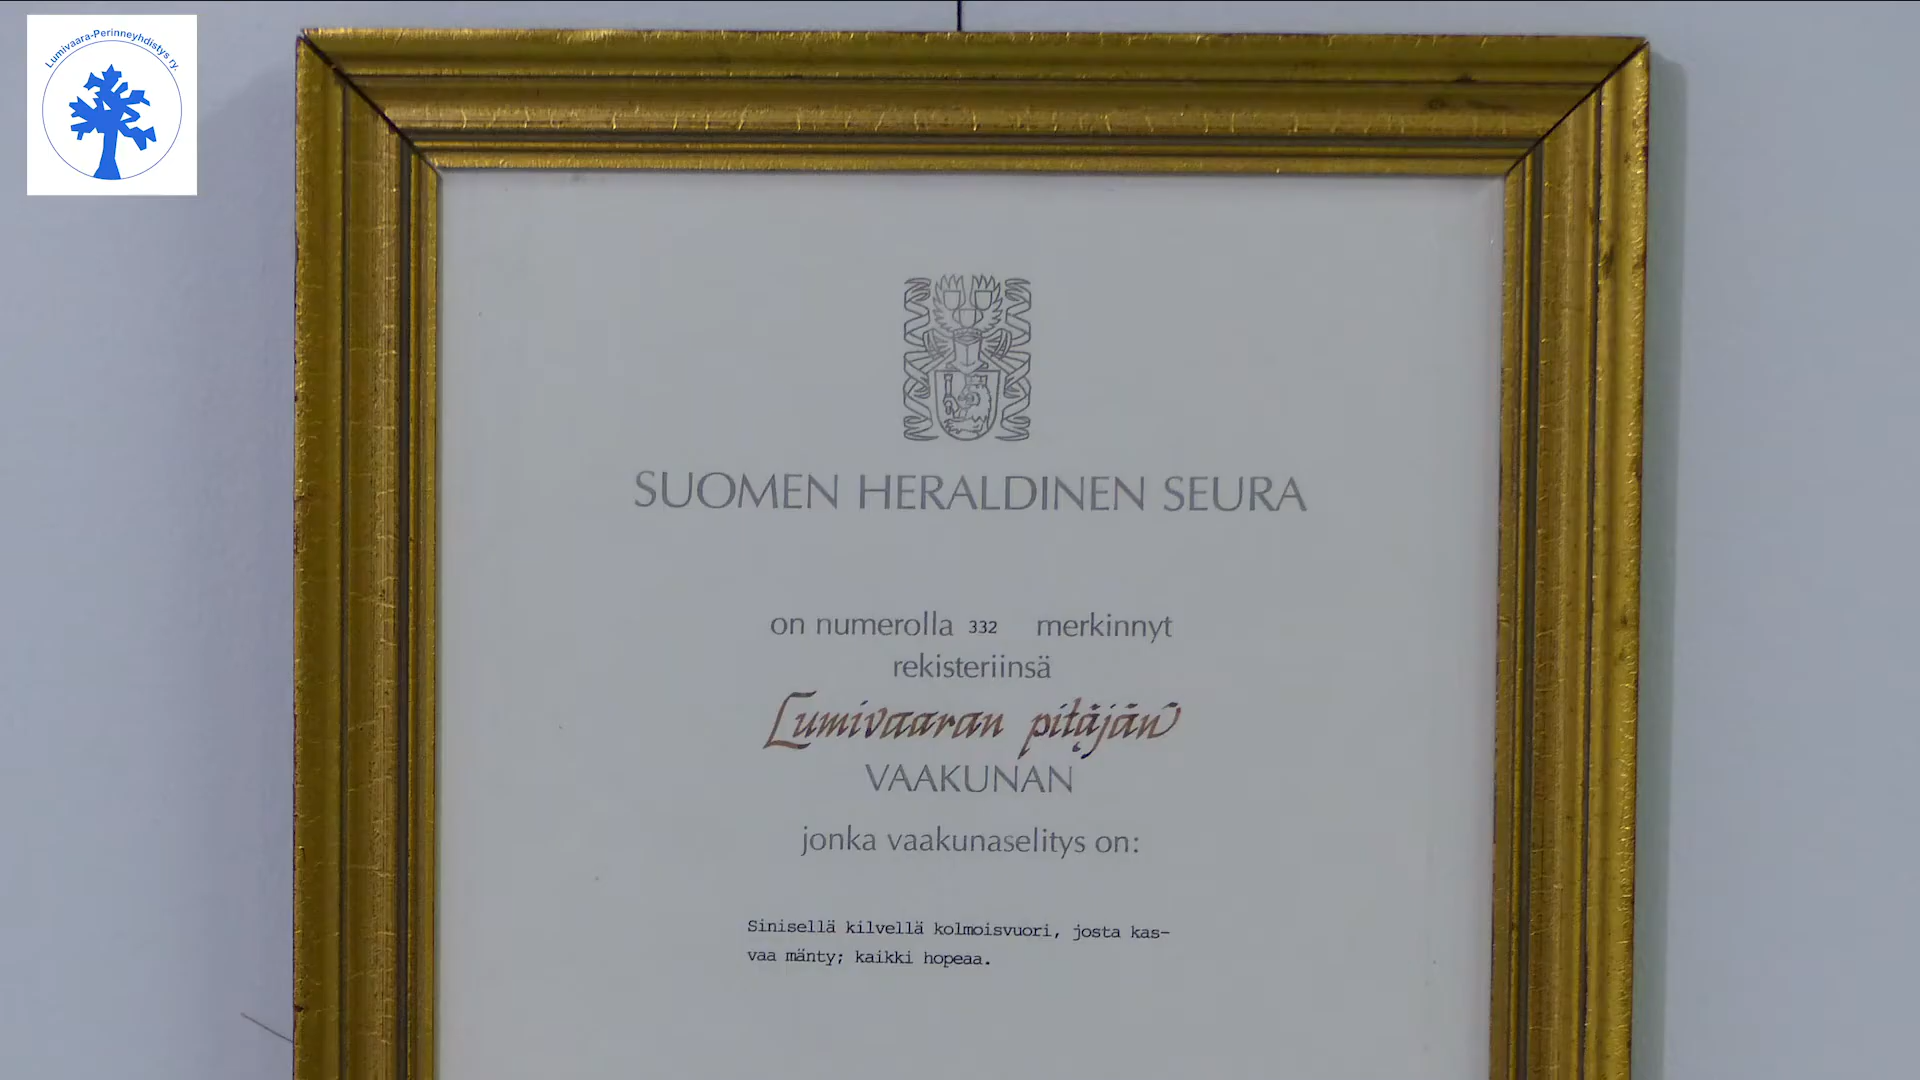 Lumivaara-Perinneyhdistys ry.
SUOMEN HERALDINEN SEURA
on numerolla 332 merkinnyt
rekisteriinsä
Lumivaaran pitäjän
VAAKUNAN
jonka vaakunaselitys on:
Sinisellä kilvellä kolmoisvuori, josta kas-
vaa mänty; kaikki hopeaa.